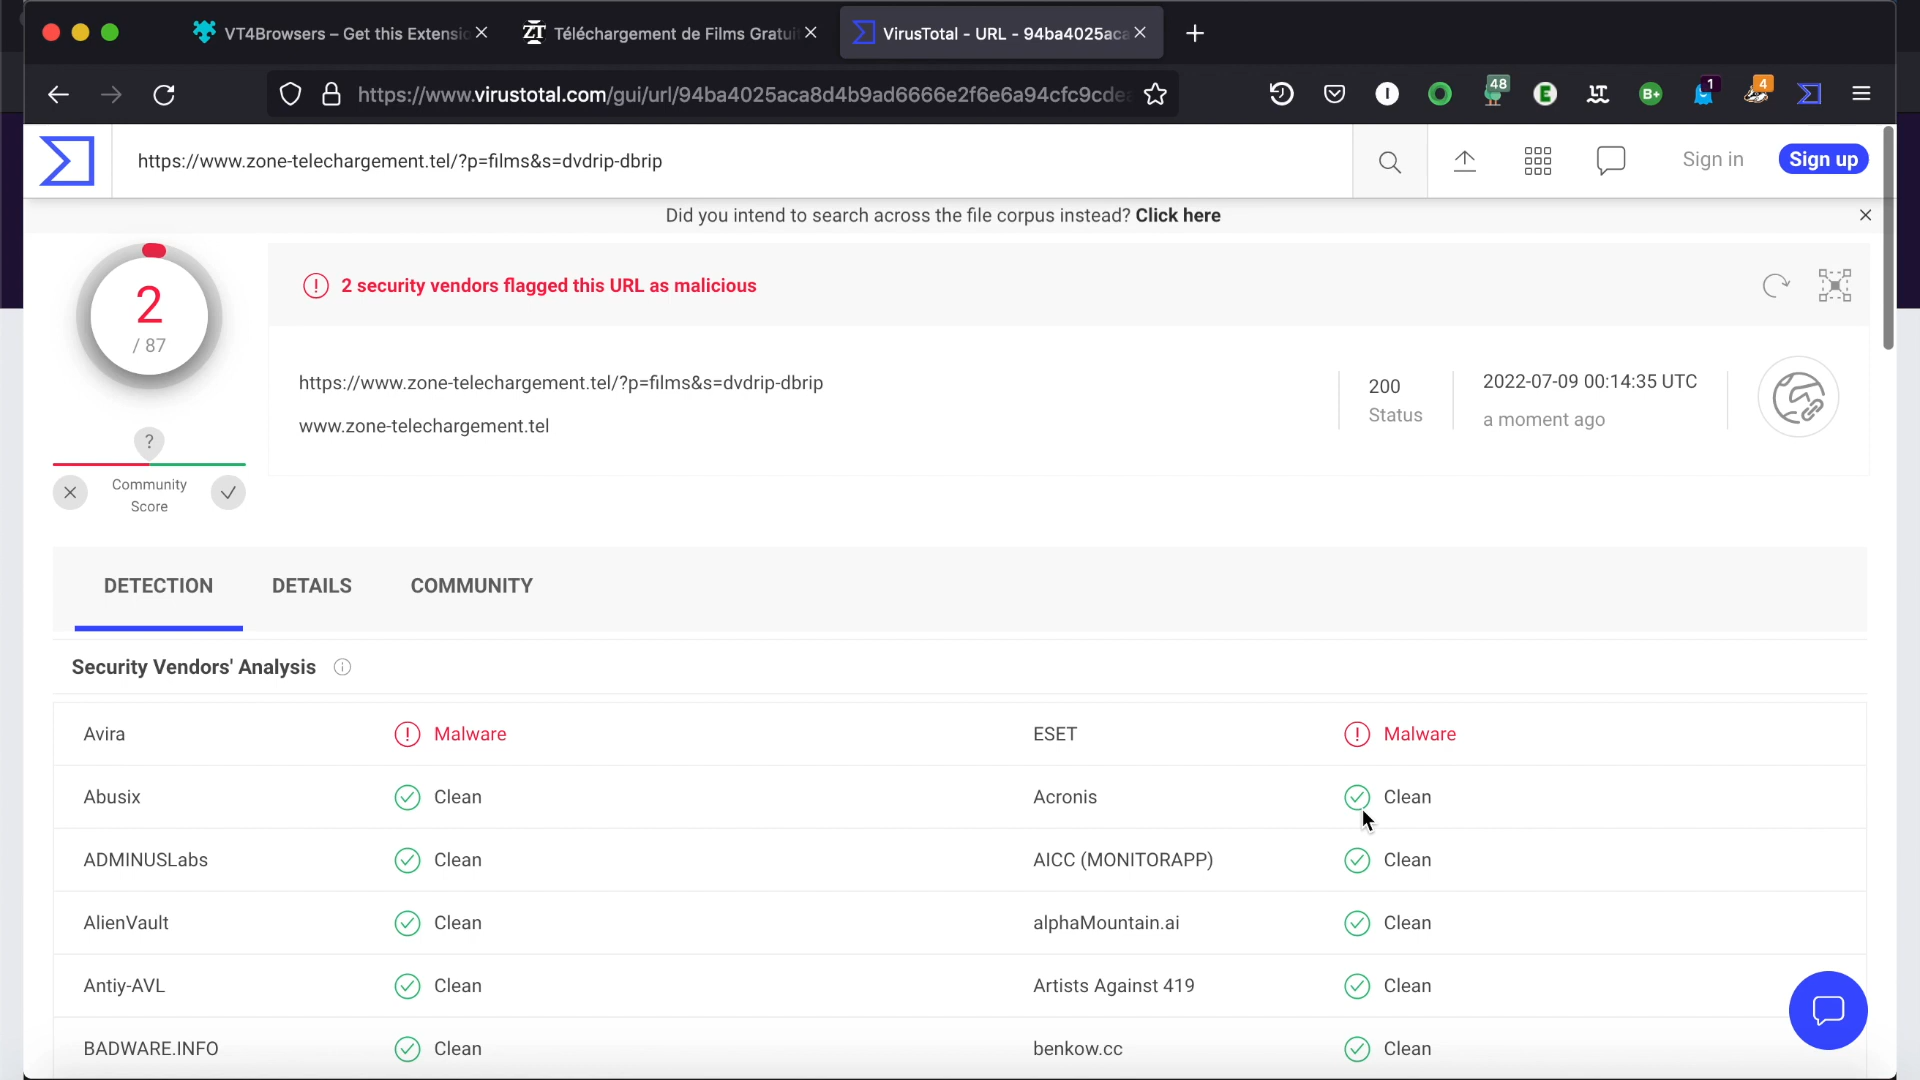 VT4Browsers – Get this Extensio
ZT Téléchargement de Films Gratui
VirusTotal - URL - 94ba4025aca
https://www.virustotal.com/gui/url/94ba4025aca8d4b9ad6666e2f6e6a94cfc9cdea
48
1
4
https://www.zone-telechargement.tel/?p=films&s=dvdrip-dbrip
Sign in
Sign up
Did you intend to search across the file corpus instead? Click here
2
/ 87
2 security vendors flagged this URL as malicious
https://www.zone-telechargement.tel/?p=films&s=dvdrip-dbrip
www.zone-telechargement.tel
200
Status
2022-07-09 00:14:35 UTC
a moment ago
?
Community
Score
DETECTION
DETAILS
COMMUNITY
Security Vendors' Analysis
Avira Malware ESET Malware
Abusix Clean Acronis Clean
ADMINUSLabs Clean AICC (MONITORAPP) Clean
AlienVault Clean alphaMountain.ai Clean
Antiy-AVL Clean Artists Against 419 Clean
BADWARE.INFO Clean benkow.cc Clean